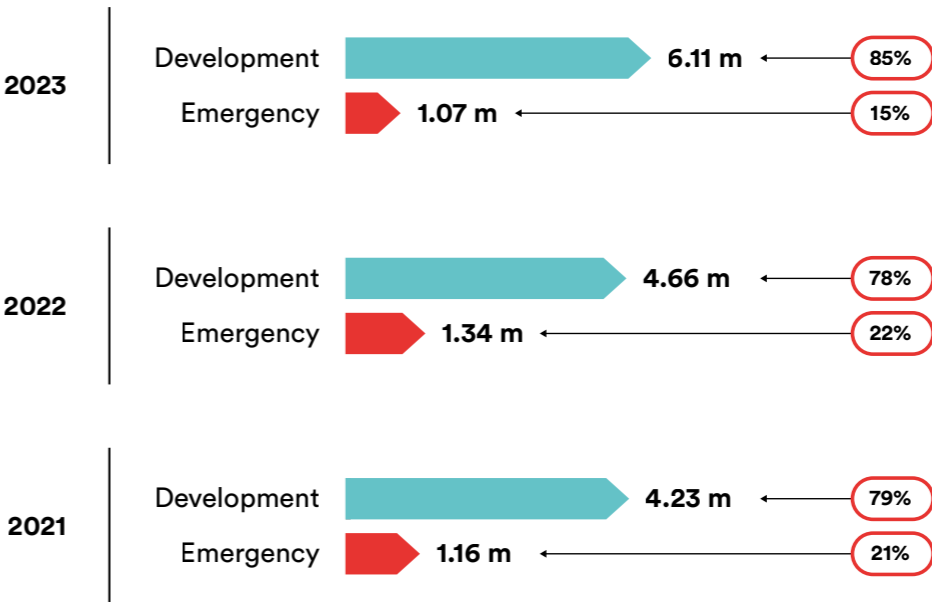 2023
Development 6.11 m 85%
Emergency 1.07 m 15%
2022
Development 4.66 m 78%
Emergency 1.34 m 22%
2021
Development 4.23 m 79%
Emergency 1.16 m 21%